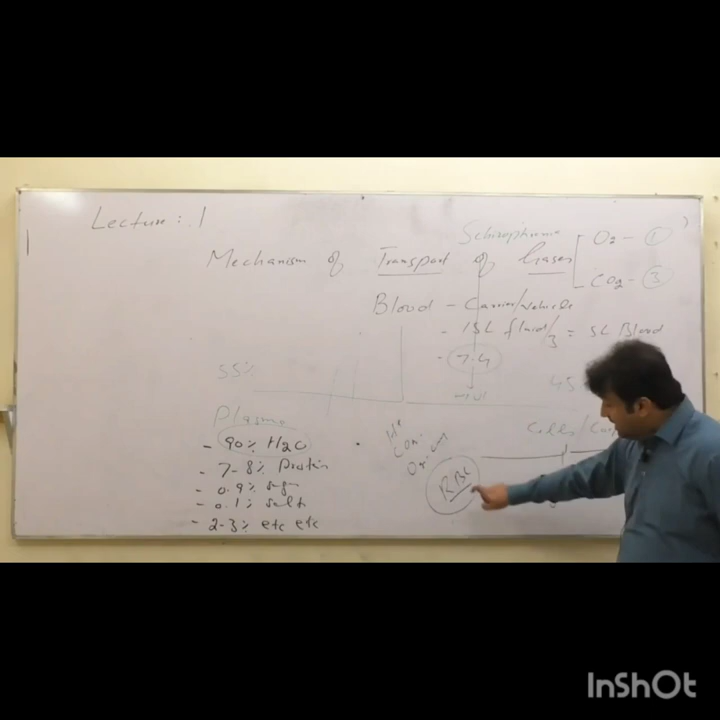 Lecture: 1
Mechanism of Transport of Gases
O2 - 1
CO2 - 3
Blood - Carrier/vehicle
- 15L fluid/3 = 5L Blood
- 7.4
55%
45
Plasma
Cells/
- 90% H2O
- 7-8% Protein
- 0.9%
- 0.1% salt
- 2-3% etc etc
H+
RBC
InShOt